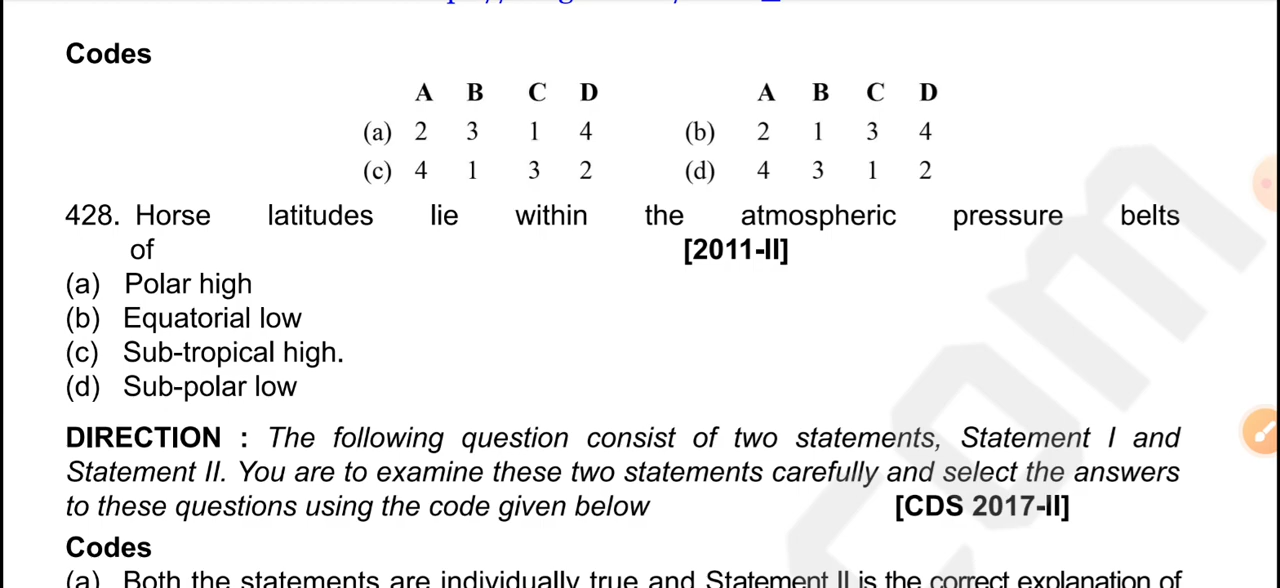 Codes
A B C D A B C D
(a) 2 3 1 4 (b) 2 1 3 4
(c) 4 1 3 2 (d) 4 3 1 2
428. Horse latitudes lie within the atmospheric pressure belts
of [2011-II]
(a) Polar high
(b) Equatorial low
(c) Sub-tropical high.
(d) Sub-polar low
DIRECTION : The following question consist of two statements, Statement I and
Statement II. You are to examine these two statements carefully and select the answers
to these questions using the code given below [CDS 2017-II]
Codes
(a) Both the statements are individually true and Statement II is the correct explanation of